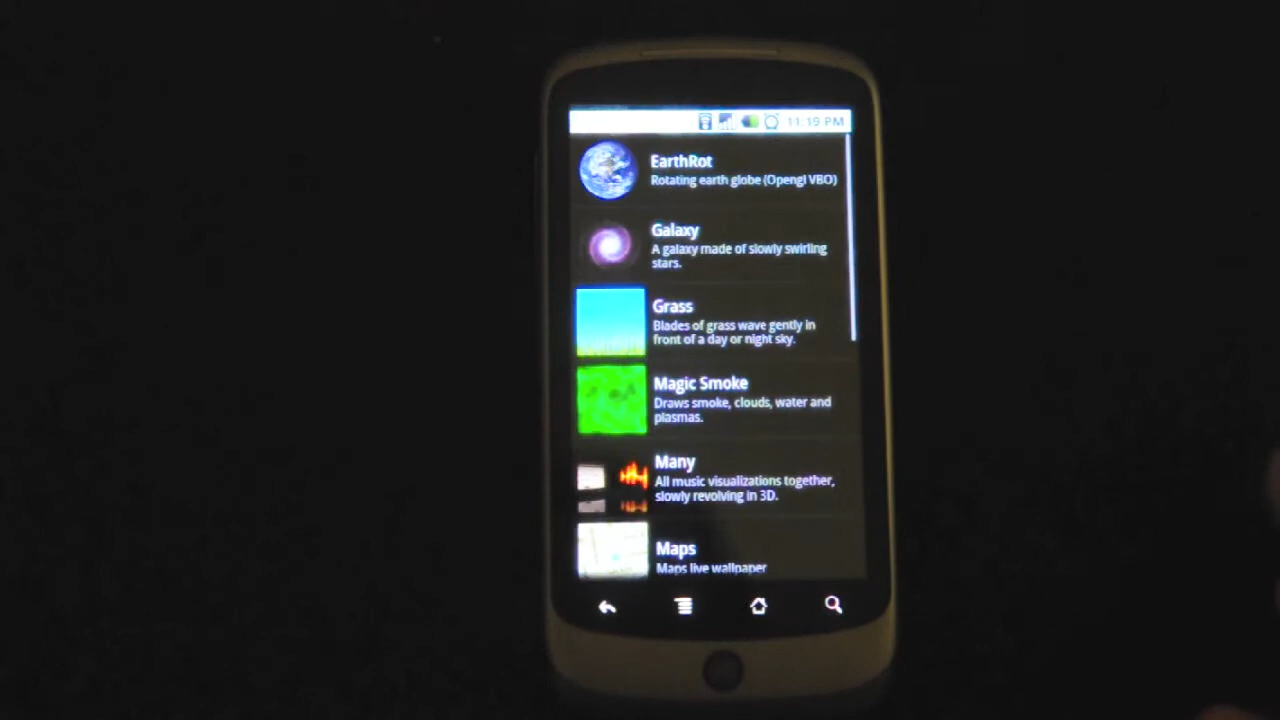 11:19 PM
EarthRot
Rotating earth globe (Opengl VBO)
Galaxy
A galaxy made of slowly swirling
stars.
Grass
Blades of grass wave gently in
front of a day or night sky.
Magic Smoke
Draws smoke, clouds, water and
plasmas.
Many
All music visualizations together,
slowly revolving in 3D.
Maps
Maps live wallpaper